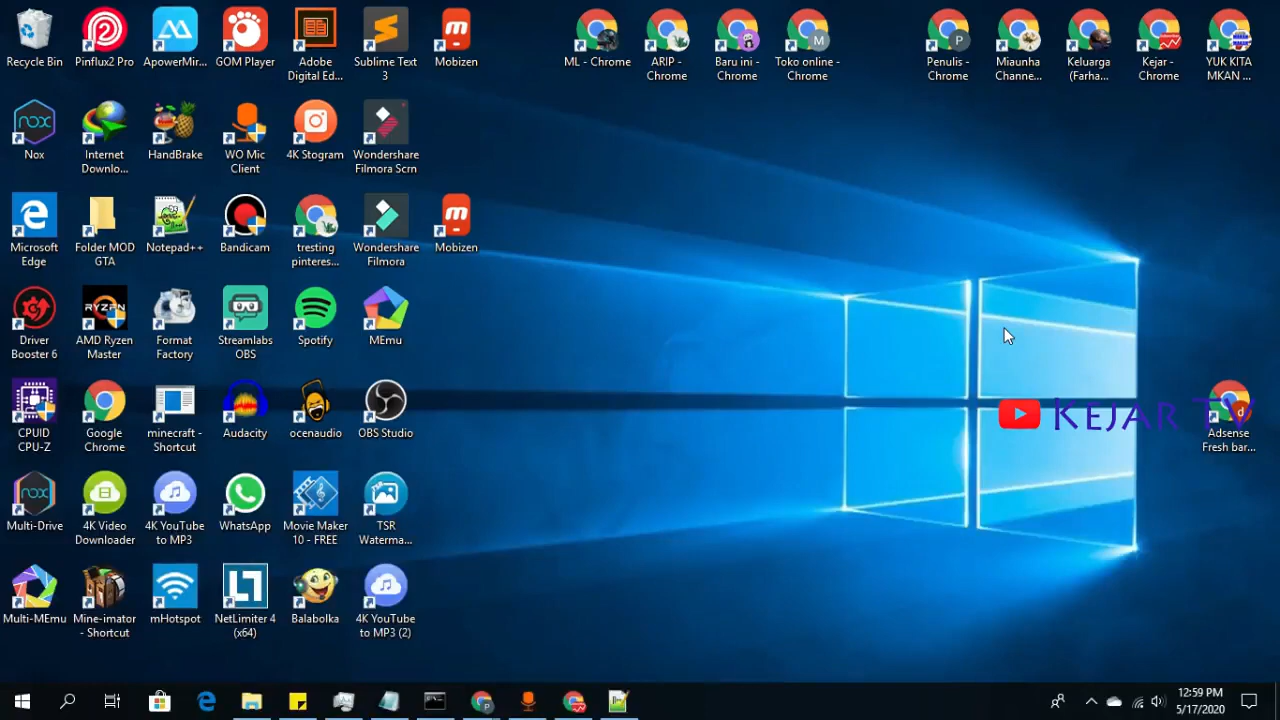 Recycle Bin
Pinflux2 Pro
ApowerMir...
GOM Player
Adobe
Digital Ed...
Sublime Text
3
Mobizen
ML - Chrome
ARIP -
Chrome
Baru ini -
Chrome
Toko online -
Chrome
Penulis -
Chrome
Miaunha
Channe...
Keluarga
(Farha...
Kejar -
Chrome
YUK KITA
MKAN ...
nox
Nox
Internet
Downlo...
HandBrake
WO Mic
Client
4K Stogram
Wondershare
Filmora Scrn
Microsoft
Edge
Folder MOD
GTA
Notepad++
Bandicam
tresting
pinteres...
Wondershare
Filmora
Mobizen
Driver
Booster 6
RYZEN
AMD Ryzen
Master
Format
Factory
Streamlabs
OBS
Spotify
MEmu
CPUID
CPU-Z
Google
Chrome
minecraft -
Shortcut
Audacity
ocenaudio
OBS Studio
Kejar TV
Adsense
Fresh bar...
nox
Multi-Drive
4K Video
Downloader
4K YouTube
to MP3
WhatsApp
Movie Maker
10 - FREE
TSR
Waterma...
Multi-MEmu
Mine-imator
- Shortcut
mHotspot
NetLimiter 4
(x64)
Balabolka
4K YouTube
to MP3 (2)
12:59 PM
5/17/2020